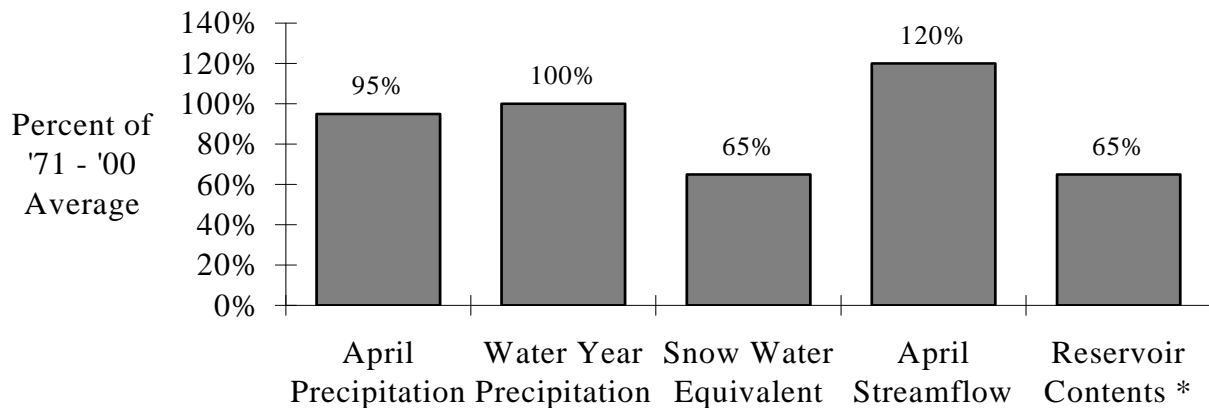 Percent of
'71 - '00
Average
140%
120%
100%
80%
60%
40%
20%
0%
95%
100%
65%
120%
65%
April
Precipitation
Water Year
Precipitation
Snow Water
Equivalent
April
Streamflow
Reservoir
Contents *